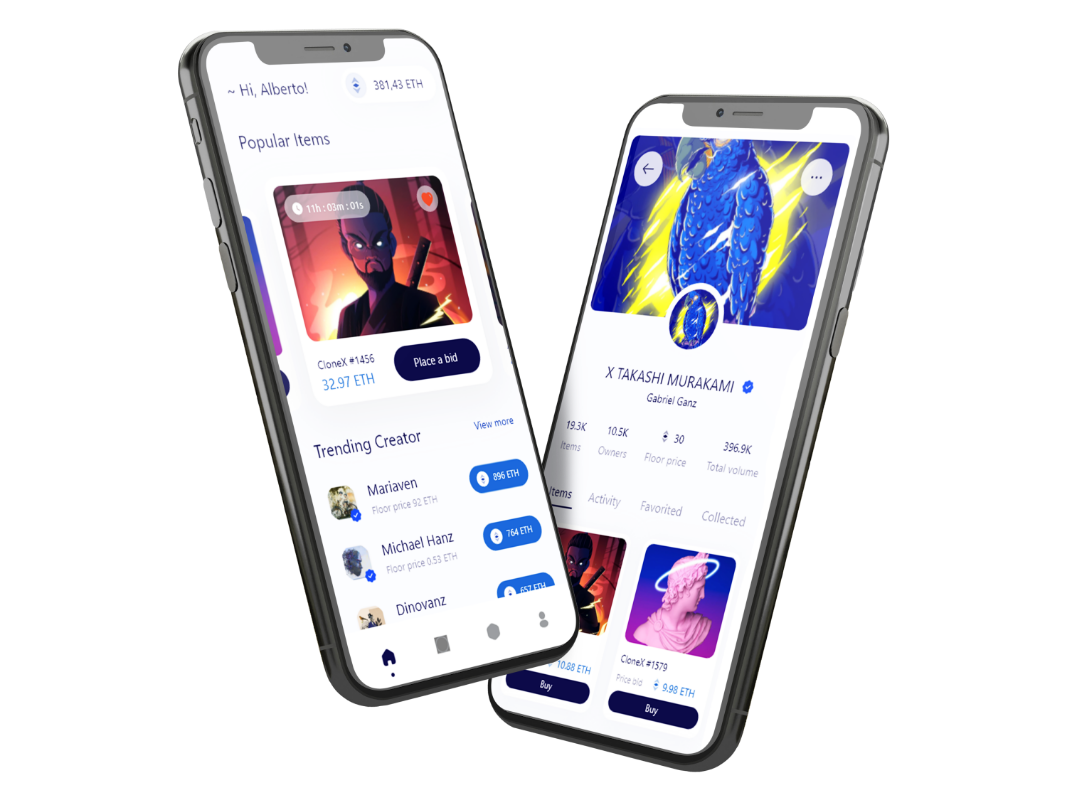 ~ Hi, Alberto!
381,43 ETH
Popular Items
11h : 03m : 01s
CloneX #1456
32.97 ETH
Place a bid
Trending Creator
View more
Mariaven
Floor price 92 ETH
896 ETH
Michael Hanz
Floor price 0.53 ETH
764 ETH
Dinovanz
657 ETH
X TAKASHI MURAKAMI
Gabriel Ganz
19.3K
Items
10.5K
Owners
30
Floor price
396.9K
Total volume
Items
Activity
Favorited
Collected
10.88 ETH
Buy
CloneX #1579
Price bid
9.98 ETH
Buy